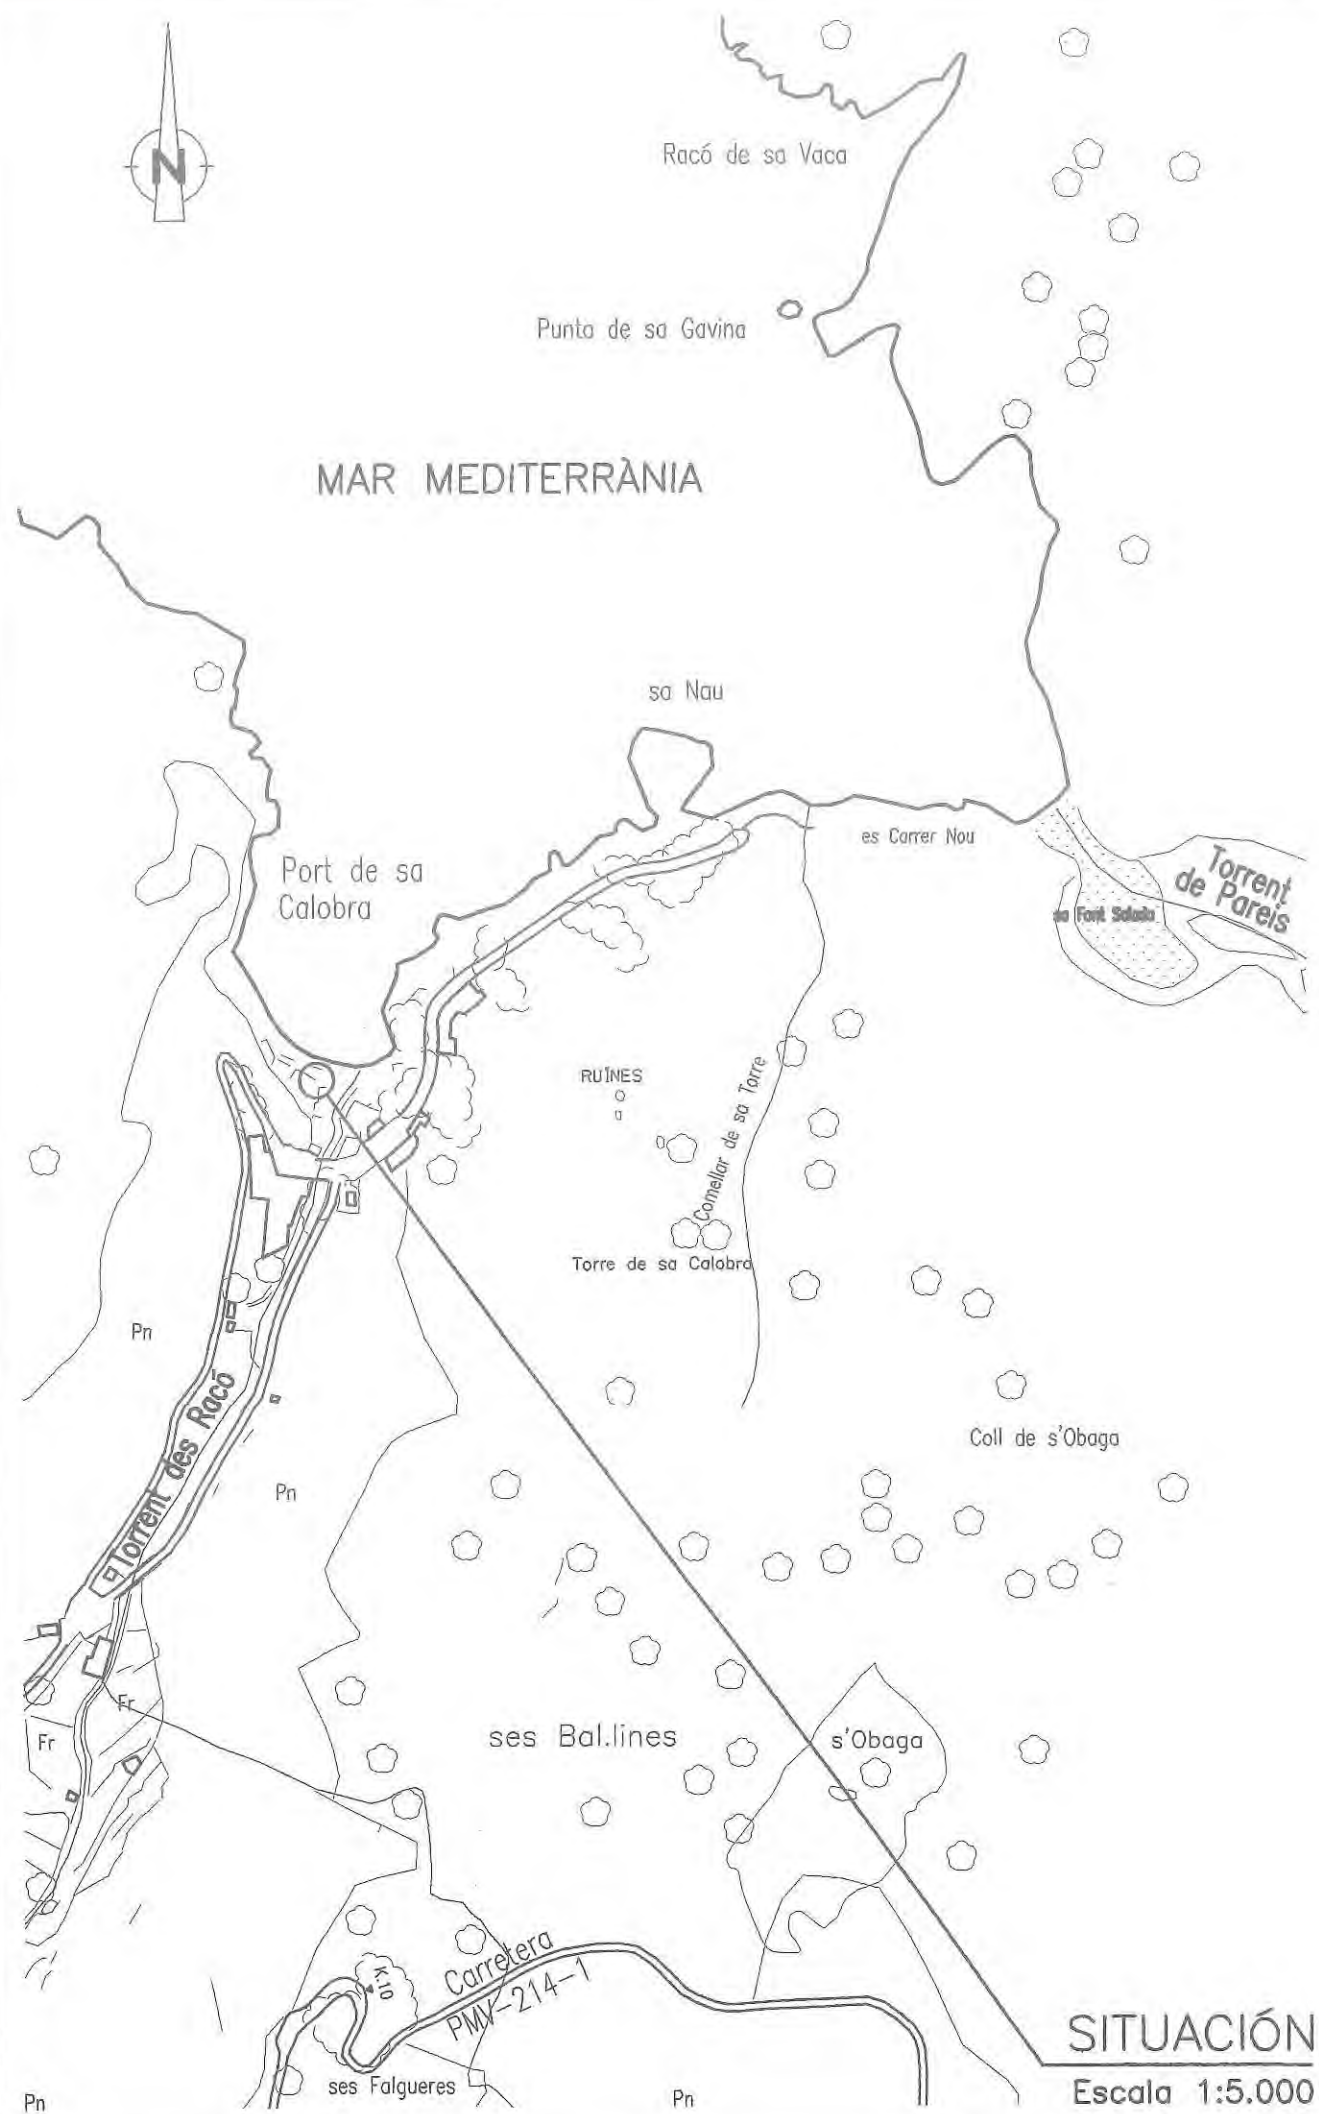 N
Racó de sa Vaca
Punta de sa Gavina
MAR MEDITERRÀNIA
sa Nau
es Carrer Nou
Port de sa
Calobra
Torrent
de Pareis
sa Font Salada
RUÏNES
Comellar de sa Torre
Torre de sa Calobra
Pn
Torrent des Racó
Coll de s'Obaga
Pn
Fr
Fr
ses Bal.lines
s'Obaga
K.10
Carretera
PMV-214-1
ses Falgueres
Pn
Pn
SITUACIÓN
Escala 1:5.000